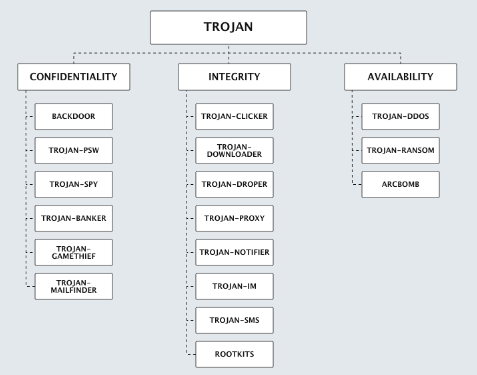 TROJAN
CONFIDENTIALITY
BACKDOOR
TROJAN-PSW
TROJAN-SPY
TROJAN-BANKER
TROJAN-
GAMETHIEF
TROJAN-
MAILFINDER
INTEGRITY
TROJAN-CLICKER
TROJAN-
DOWNLOADER
TROJAN-DROPER
TROJAN-PROXY
TROJAN-NOTIFIER
TROJAN-IM
TROJAN-SMS
ROOTKITS
AVAILABILITY
TROJAN-DDOS
TROJAN-RANSOM
ARCBOMB